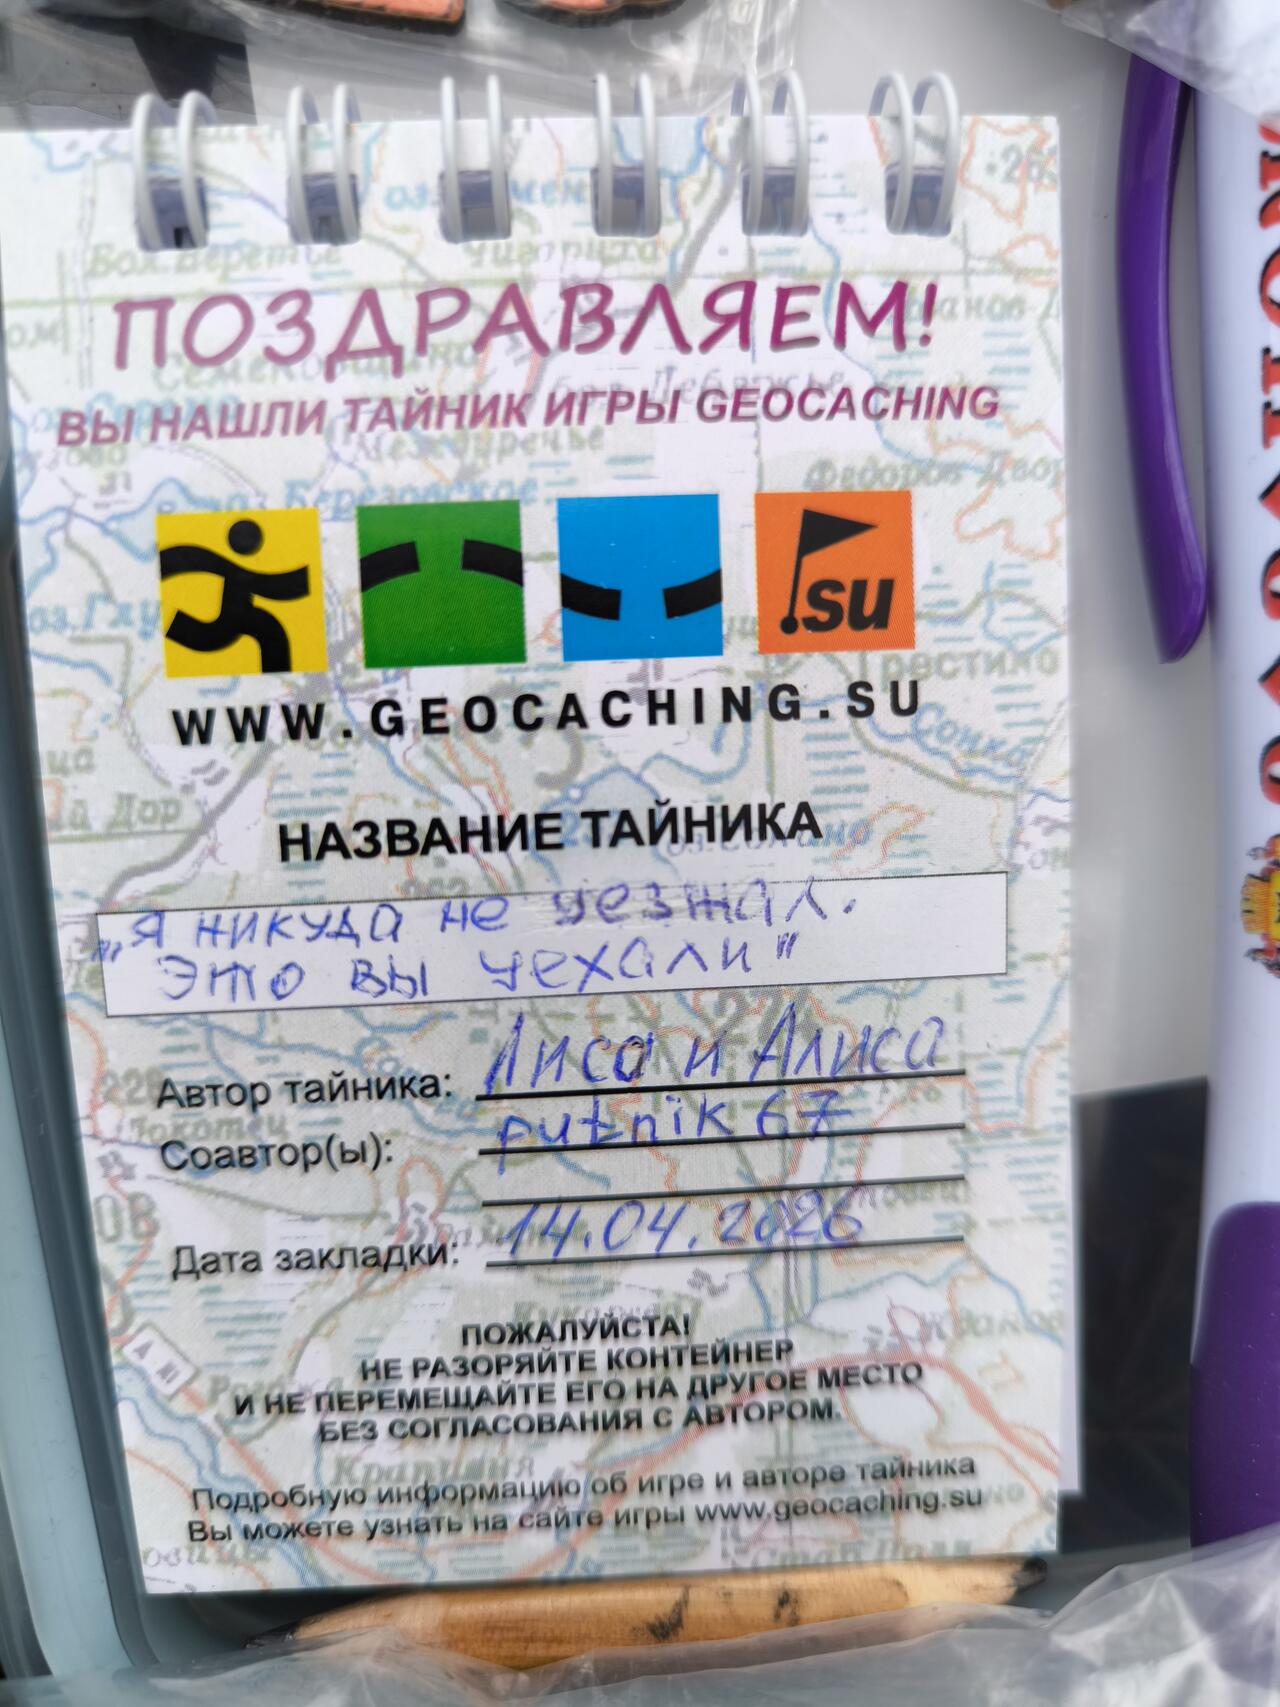 ПОЗДРАВЛЯЕМ!
ВЫ НАШЛИ ТАЙНИК ИГРЫ GEOCACHING
.su
WWW.GEOCACHING.SU
НАЗВАНИЕ ТАЙНИКА
„Я никуда не уезжал.
Это вы уехали"
Автор тайника: Лиса и Алиса
Соавтор(ы): putnik67
Дата закладки: 14.04.2026
ПОЖАЛУЙСТА!
НЕ РАЗОРЯЙТЕ КОНТЕЙНЕР
И НЕ ПЕРЕМЕЩАЙТЕ ЕГО НА ДРУГОЕ МЕСТО
БЕЗ СОГЛАСОВАНИЯ С АВТОРОМ.
Подробную информацию об игре и авторе тайника
Вы можете узнать на сайте игры www.geocaching.su